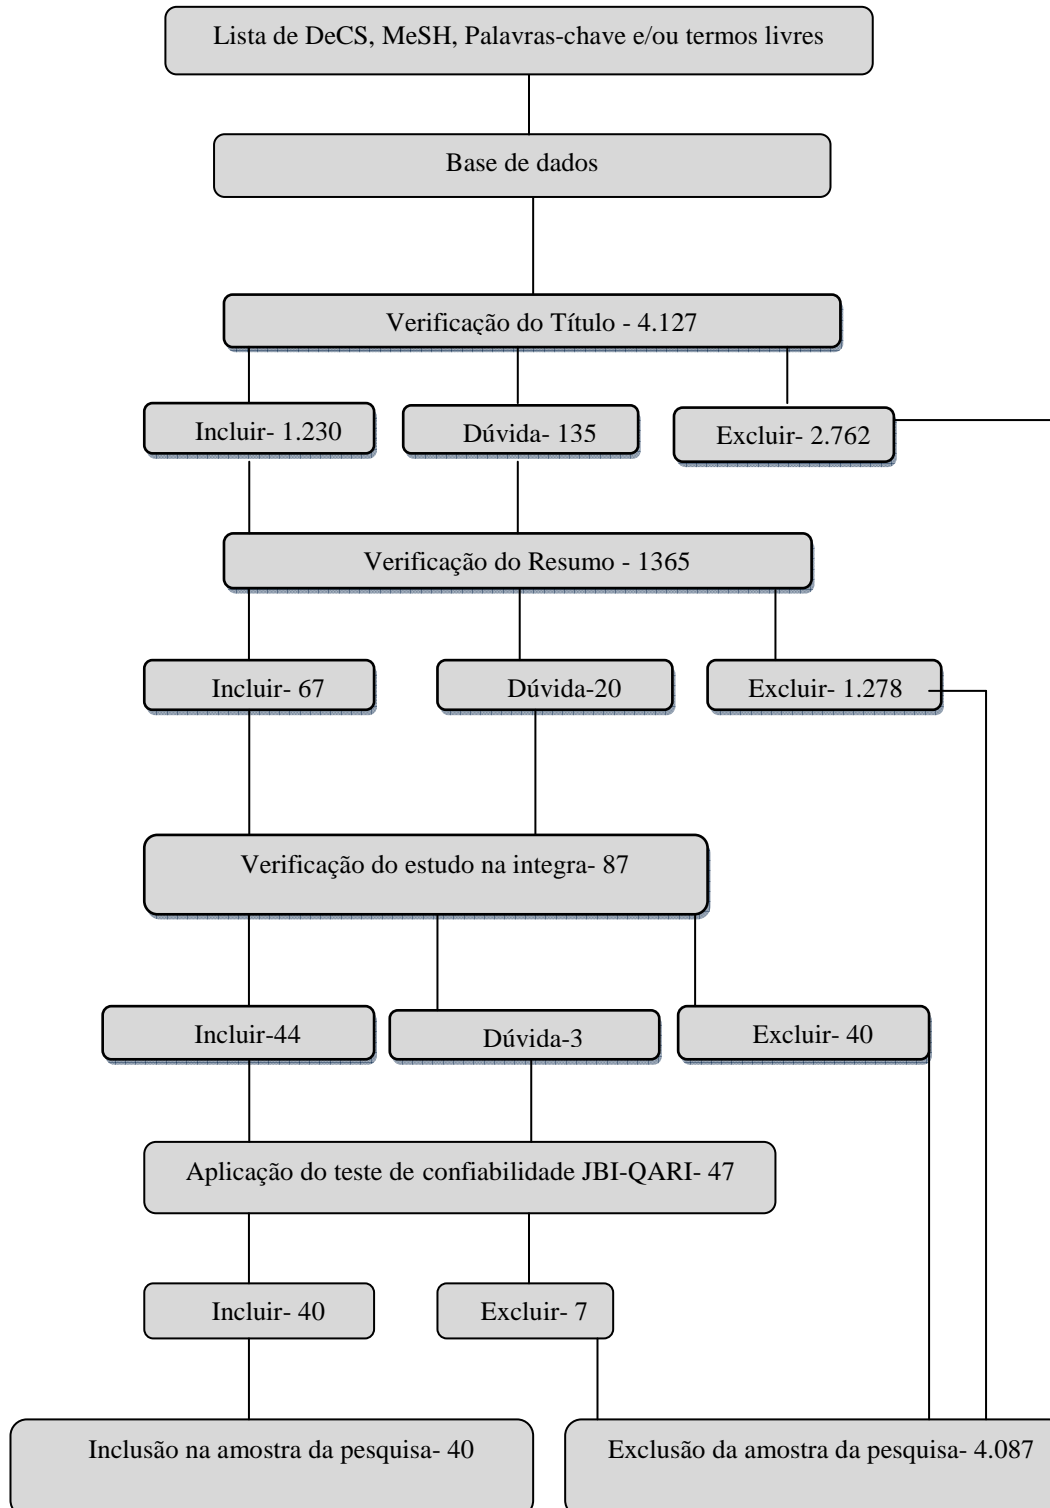 Lista de DeCS, MeSH, Palavras-chave e/ou termos livres
Base de dados
Verificação do Título - 4.127
Incluir- 1.230
Dúvida- 135
Excluir- 2.762
Verificação do Resumo - 1365
Incluir- 67
Dúvida-20
Excluir- 1.278
Verificação do estudo na integra- 87
Incluir-44
Dúvida-3
Excluir- 40
Aplicação do teste de confiabilidade JBI-QARI- 47
Incluir- 40
Excluir- 7
Inclusão na amostra da pesquisa- 40
Exclusão da amostra da pesquisa- 4.087